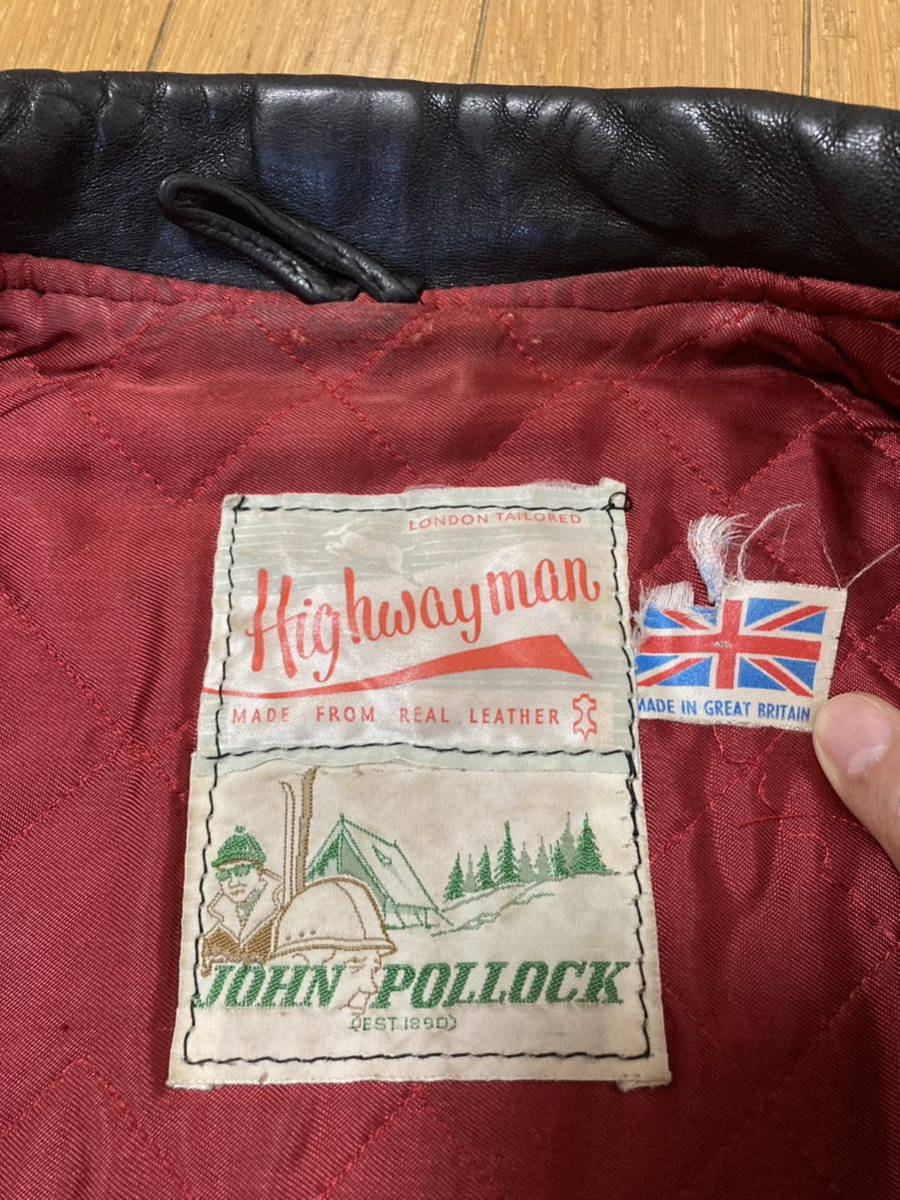 LONDON TAILORED
Highwayman
MADE FROM REAL LEATHER
MADE IN GREAT BRITAIN
JOHN POLLOCK
(EST 1890)